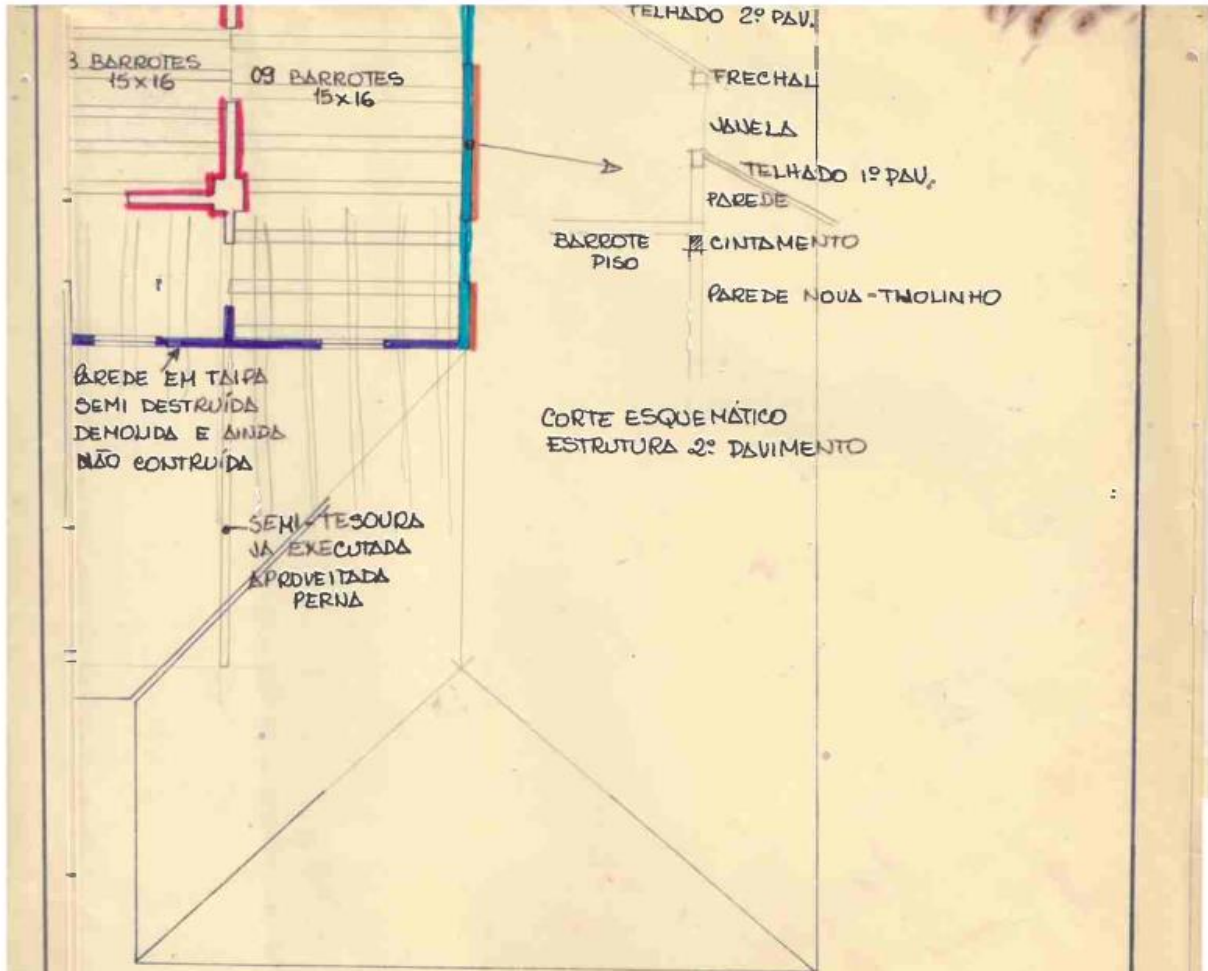 TELHADO 2º PAV.
3 BARROTES
15x16
09 BARROTES
15x16
FRECHAL
JANELA
TELHADO 1º PAV.
PAREDE
BARROTE
PISO
CINTAMENTO
PAREDE NOVA-TIJOLINHO
PAREDE EM TAIPA
SEMI DESTRUÍDA
DEMOLIDA E AINDA
NÃO CONTRUÍDA
CORTE ESQUEMÁTICO
ESTRUTURA 2º PAVIMENTO
SEMI-TESOURA
JA EXECUTADA
APROVEITADA
PERNA